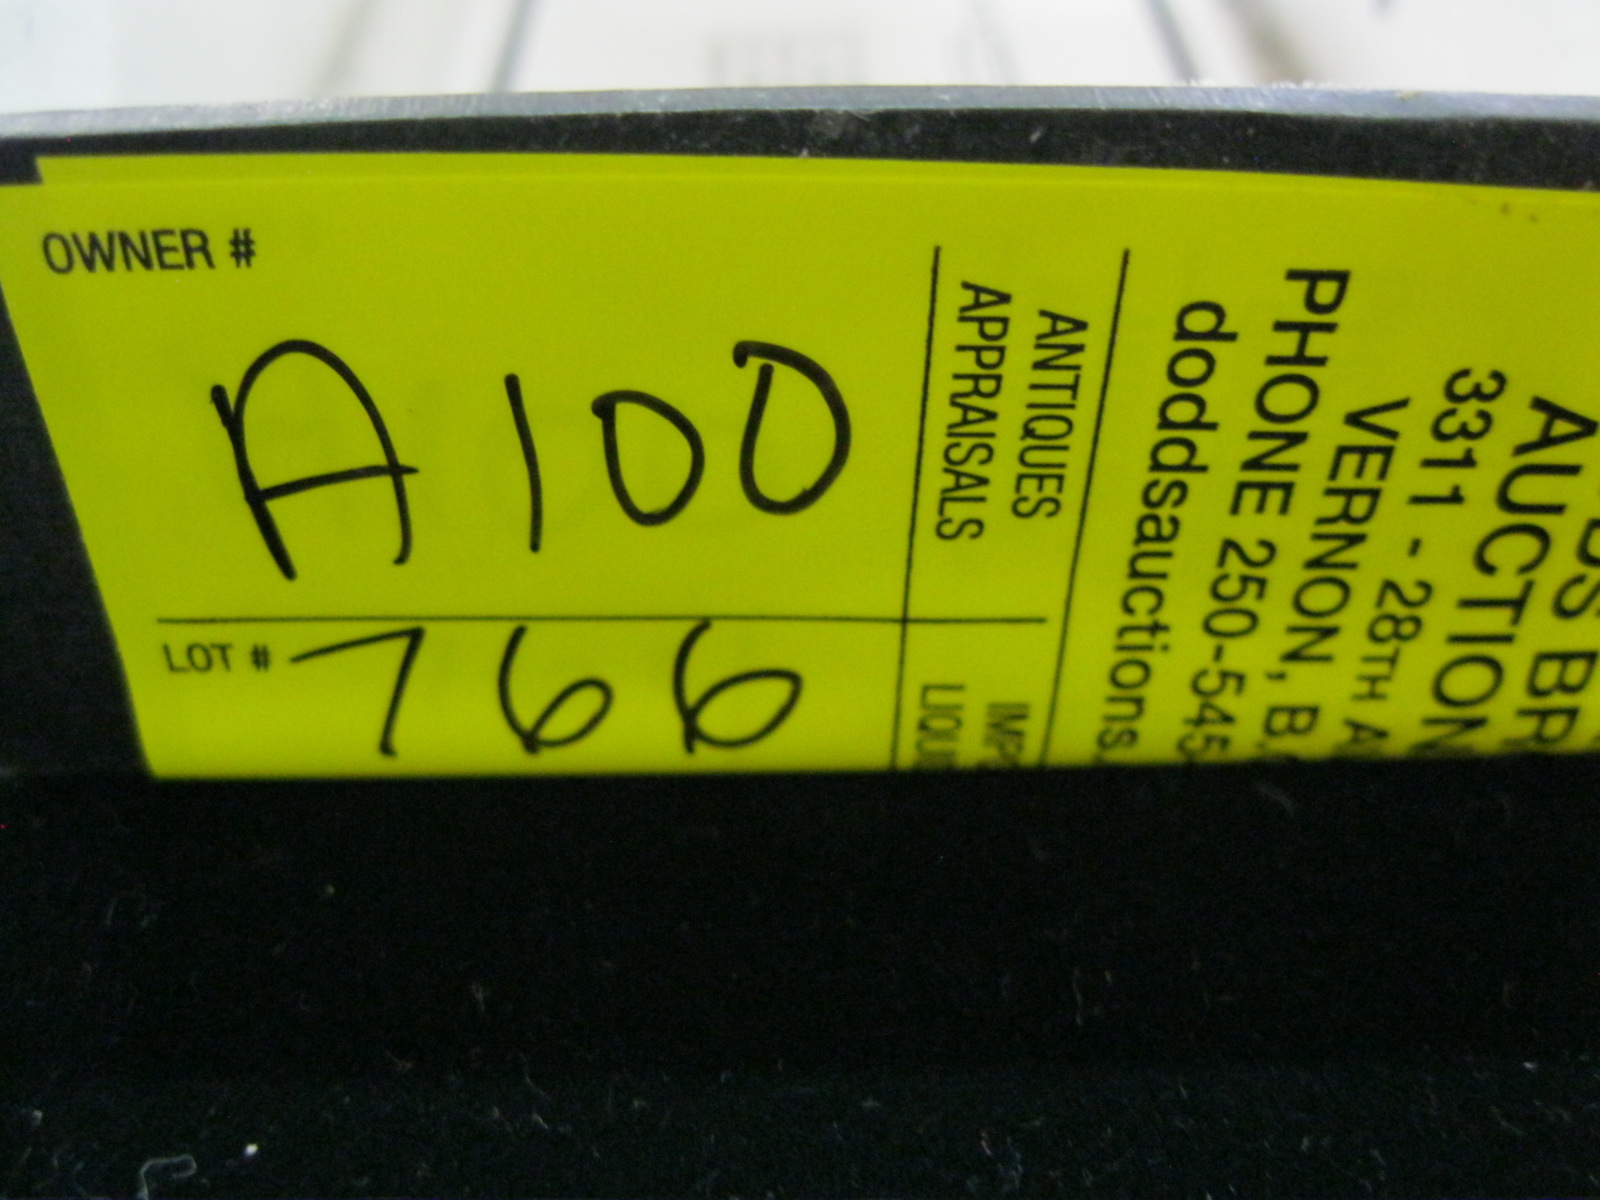 OWNER #
A100
LOT #
766
ANTIQUES
APPRAISALS
AUCTION
3311 - 28TH
VERNON, B.
PHONE 250-545-
doddsauctions.